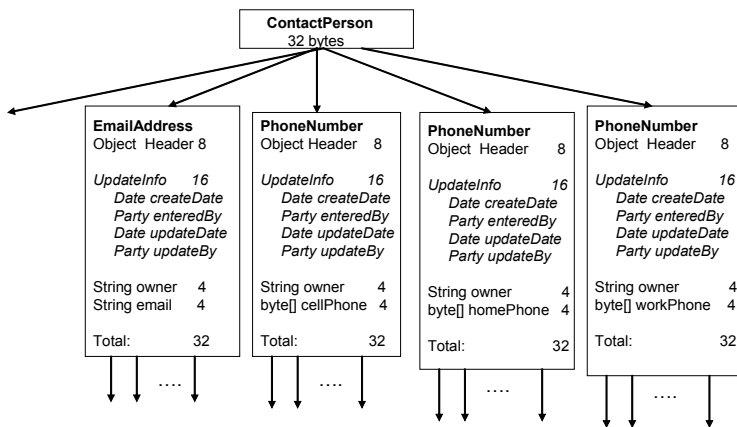 ContactPerson
32 bytes
EmailAddress
Object Header 8
UpdateInfo 16
Date createDate
Party enteredBy
Date updateDate
Party updateBy
String owner 4
String email 4
Total: 32
....
PhoneNumber
Object Header 8
UpdateInfo 16
Date createDate
Party enteredBy
Date updateDate
Party updateBy
String owner 4
byte[] cellPhone 4
Total: 32
....
PhoneNumber
Object Header 8
UpdateInfo 16
Date createDate
Party enteredBy
Date updateDate
Party updateBy
String owner 4
byte[] homePhone 4
Total: 32
....
PhoneNumber
Object Header 8
UpdateInfo 16
Date createDate
Party enteredBy
Date updateDate
Party updateBy
String owner 4
byte[] workPhone 4
Total: 32
....